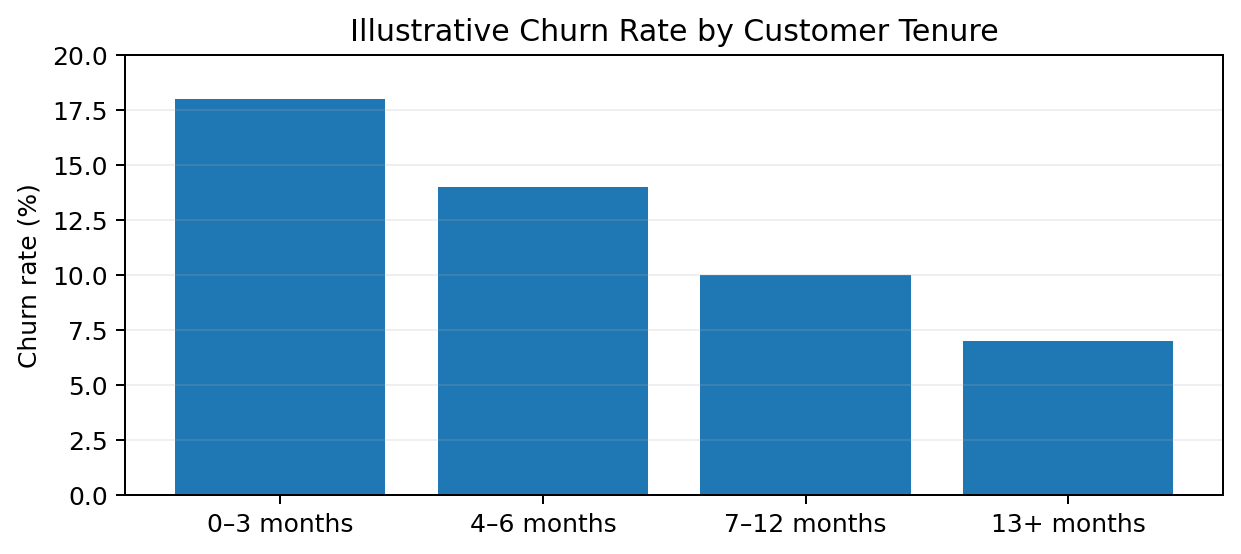 Illustrative Churn Rate by Customer Tenure
Churn rate (%)
20.0
17.5
15.0
12.5
10.0
7.5
5.0
2.5
0.0
0–3 months
4–6 months
7–12 months
13+ months